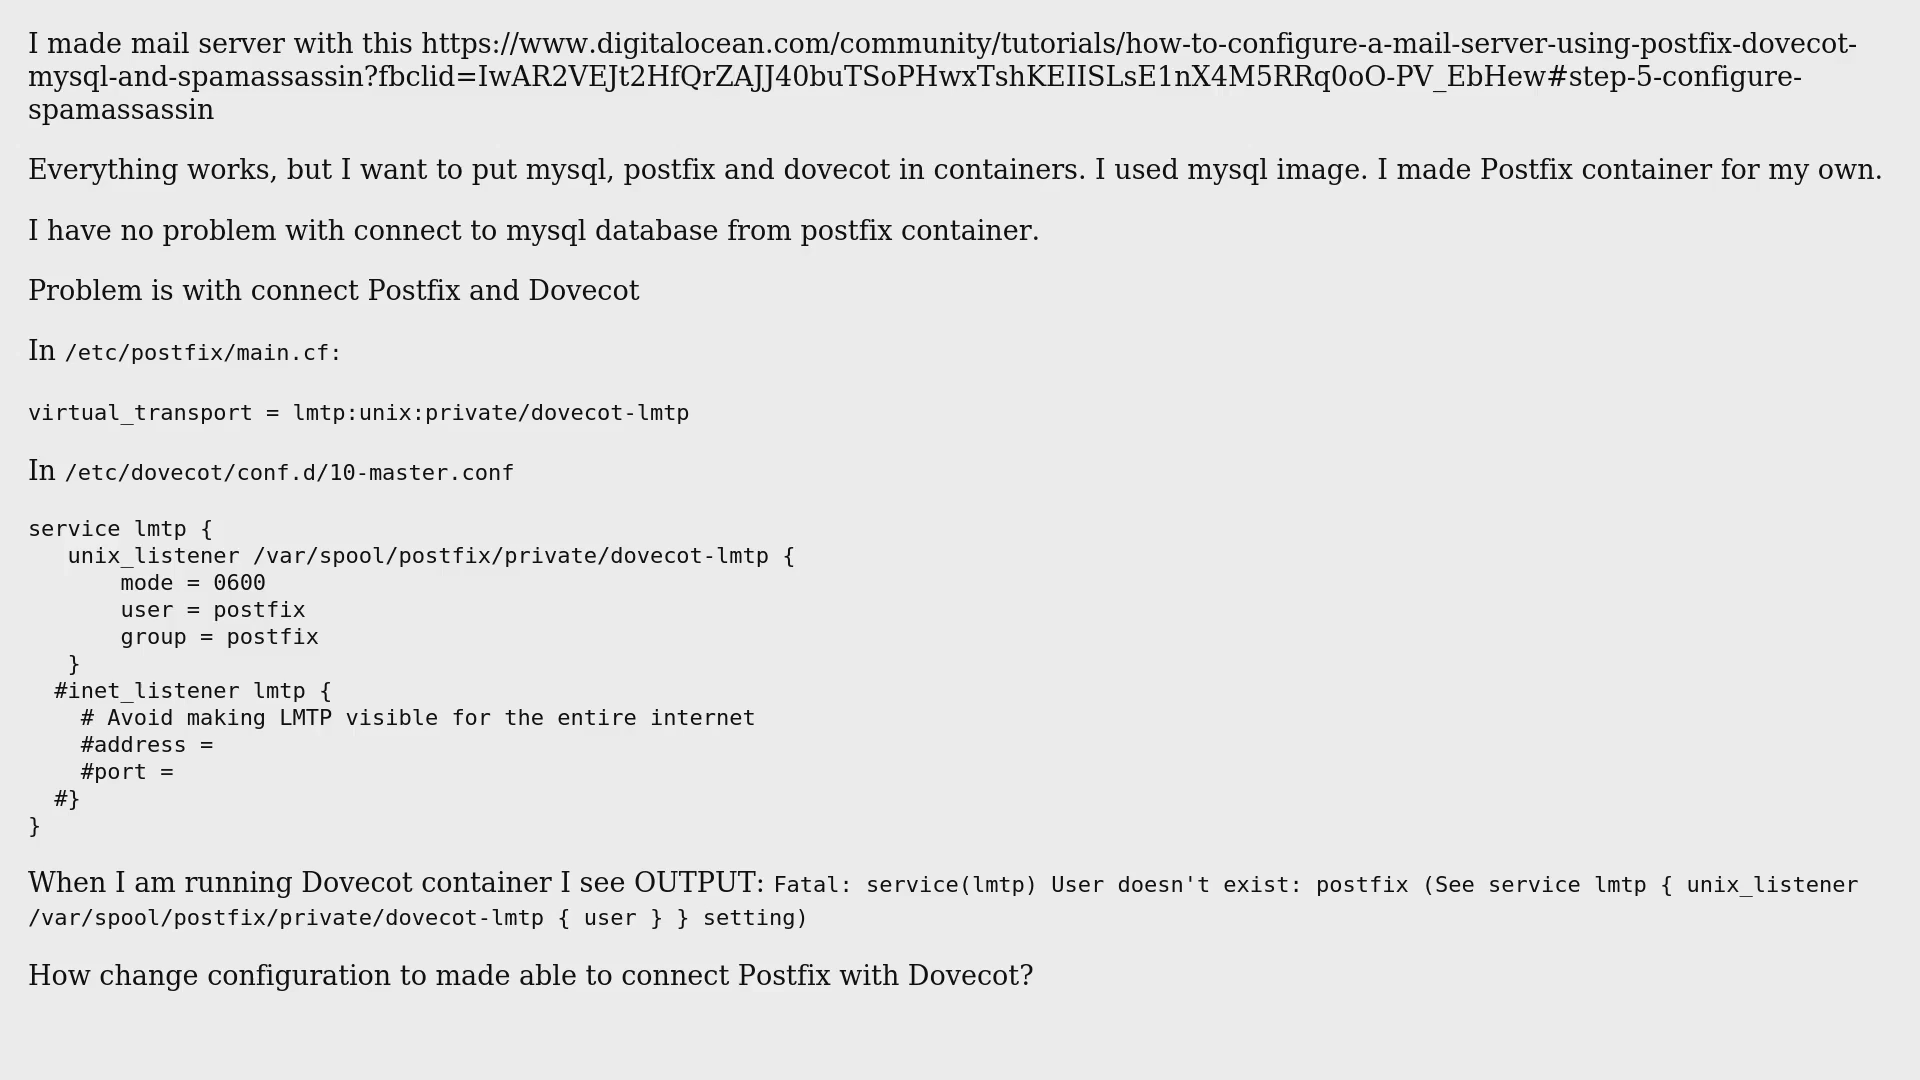 I made mail server with this https://www.digitalocean.com/community/tutorials/how-to-configure-a-mail-server-using-postfix-dovecot-
mysql-and-spamassassin?fbclid=IwAR2VEJt2HfQrZAJJ40buTSoPHwxTshKEIISLsE1nX4M5RRq0oO-PV_EbHew#step-5-configure-
spamassassin
Everything works, but I want to put mysql, postfix and dovecot in containers. I used mysql image. I made Postfix container for my own.
I have no problem with connect to mysql database from postfix container.
Problem is with connect Postfix and Dovecot
In /etc/postfix/main.cf:
virtual_transport = lmtp:unix:private/dovecot-lmtp
In /etc/dovecot/conf.d/10-master.conf
service lmtp {
   unix_listener /var/spool/postfix/private/dovecot-lmtp {
       mode = 0600
       user = postfix
       group = postfix
   }
  #inet_listener lmtp {
    # Avoid making LMTP visible for the entire internet
    #address =
    #port =
  #}
}
When I am running Dovecot container I see OUTPUT: Fatal: service(lmtp) User doesn't exist: postfix (See service lmtp { unix_listener
/var/spool/postfix/private/dovecot-lmtp { user } } setting)
How change configuration to made able to connect Postfix with Dovecot?